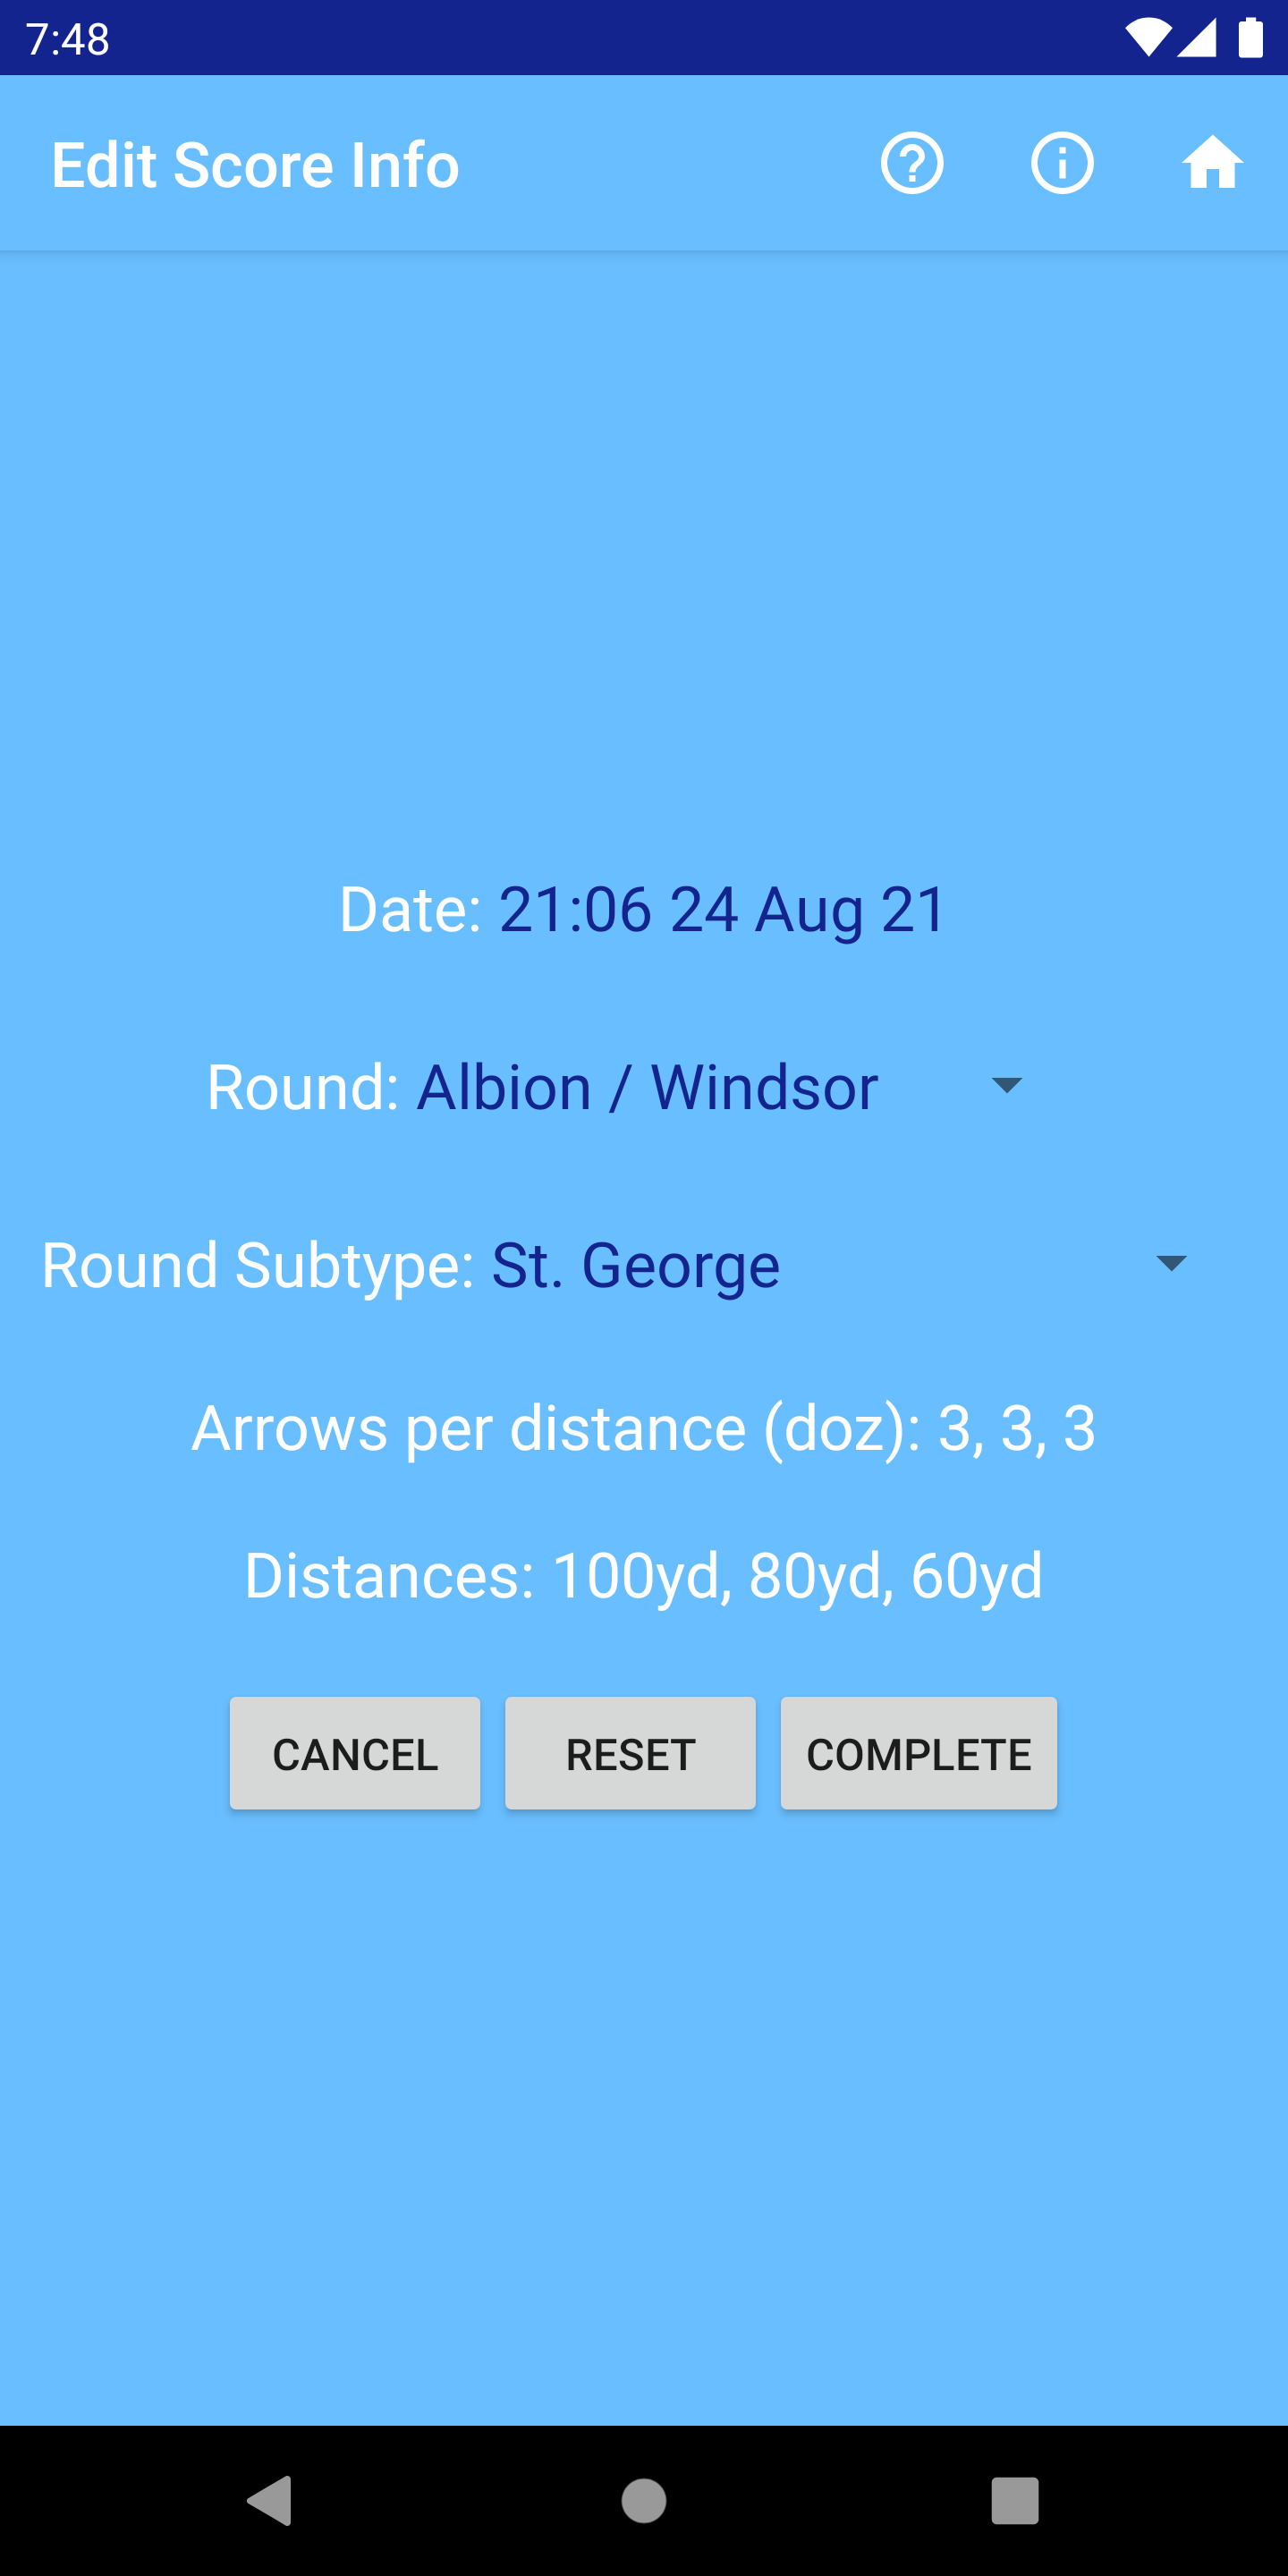 7:48
Edit Score Info
Date: 21:06 24 Aug 21
Round: Albion / Windsor
Round Subtype: St. George
Arrows per distance (doz): 3, 3, 3
Distances: 100yd, 80yd, 60yd
CANCEL RESET COMPLETE